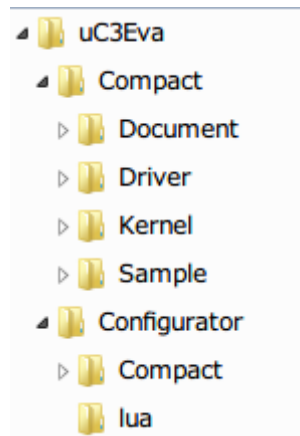 uC3Eva
Compact
Document
Driver
Kernel
Sample
Configurator
Compact
lua